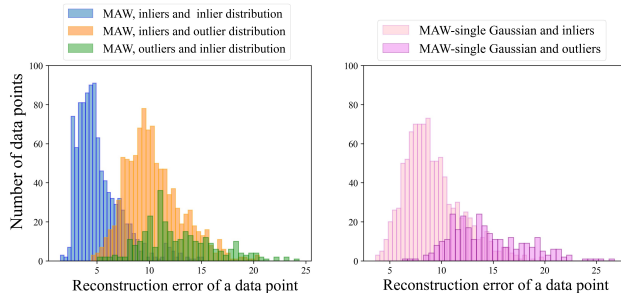 MAW, inliers and  inlier distribution
MAW, inliers and outlier distribution
MAW, outliers and inlier distribution
MAW-single Gaussian and inliers
MAW-single Gaussian and outliers
Number of data points
100
80
60
40
20
0
5
10
15
20
25
Reconstruction error of a data point
100
80
60
40
20
0
5
10
15
20
25
Reconstruction error of a data point